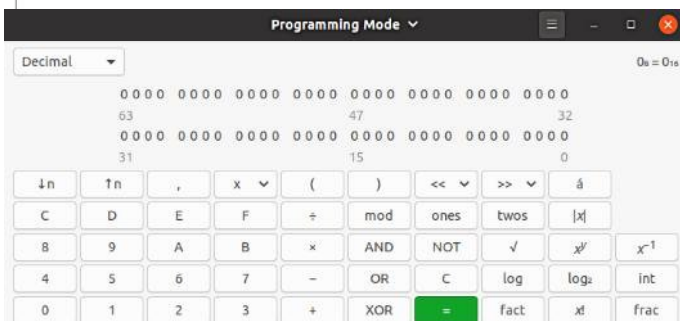 Programming Mode
Decimal 0₈ = 0₁₆
0000 0000 0000 0000 0000 0000 0000 0000
63 47 32
0000 0000 0000 0000 0000 0000 0000 0000
31 15 0
↓n ↑n , x ( ) << >> á
C D E F ÷ mod ones twos |x|
8 9 A B × AND NOT √ xʸ x⁻¹
4 5 6 7 − OR C log log₂ int
0 1 2 3 + XOR = fact x! frac